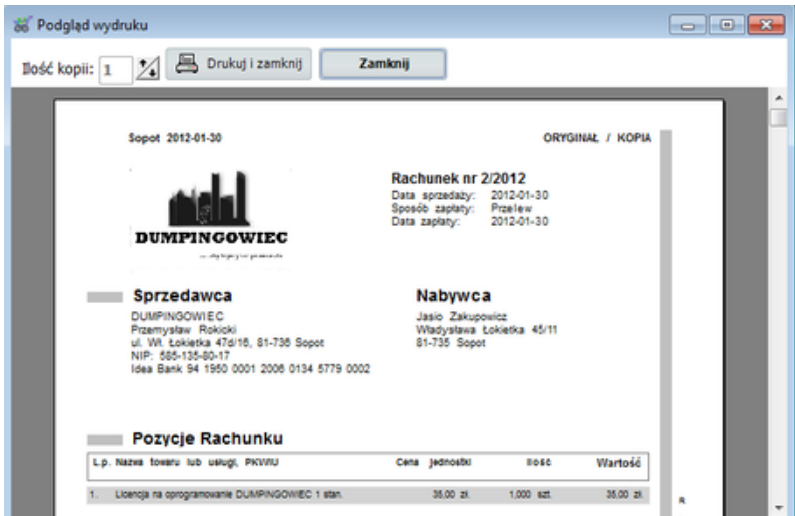 Podgląd wydruku
Ilość kopii: 1 Drukuj i zamknij Zamknij
Sopot 2012-01-30 ORYGINAŁ / KOPIA
Rachunek nr 2/2012
Data sprzedaży: 2012-01-30
Sposób zapłaty: Przelew
Data zapłaty: 2012-01-30
DUMPINGOWIEC
Sprzedawca
DUMPINGOWIEC
Przemysław Rokicki
ul. Wł. Łokietka 47d/16, 81-736 Sopot
NIP: 585-135-80-17
Idea Bank 94 1950 0001 2006 0134 5779 0002
Nabywca
Jasio Zakupowicz
Władysława Łokietka 45/11
81-735 Sopot
Pozycje Rachunku
L.p. Nazwa towaru lub usługi, PKWIU Cena jednostki Ilość Wartość
1. Licencja na oprogramowanie DUMPINGOWIEC 1 stan. 35,00 zł. 1,000 szt. 35,00 zł.
R